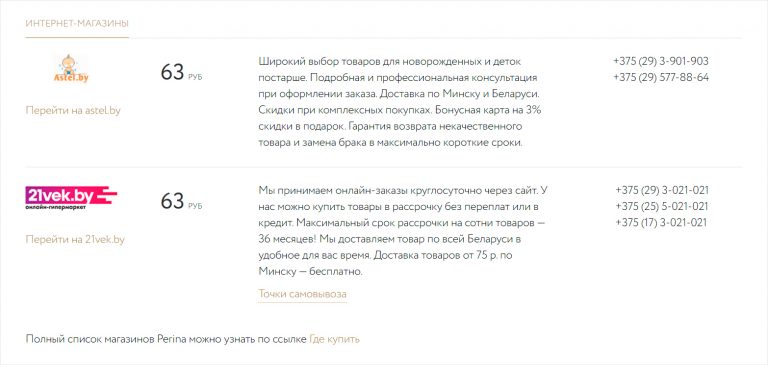 ИНТЕРНЕТ-МАГАЗИНЫ
Astel.by
63 РУБ
Перейти на astel.by
Широкий выбор товаров для новорожденных и деток
постарше. Подробная и профессиональная консультация
при оформлении заказа. Доставка по Минску и Беларуси.
Скидки при комплексных покупках. Бонусная карта на 3%
скидки в подарок. Гарантия возврата некачественного
товара и замена брака в максимально короткие сроки.
+375 (29) 3-901-903
+375 (29) 577-88-64
21vek.by
онлайн-гипермаркет
63 РУБ
Перейти на 21vek.by
Мы принимаем онлайн-заказы круглосуточно через сайт. У
нас можно купить товары в рассрочку без переплат или в
кредит. Максимальный срок рассрочки на сотни товаров —
36 месяцев! Мы доставляем товар по всей Беларуси в
удобное для вас время. Доставка товаров от 75 р. по
Минску — бесплатно.
Точки самовывоза
+375 (29) 3-021-021
+375 (25) 5-021-021
+375 (17) 3-021-021
Полный список магазинов Perina можно узнать по ссылке Где купить